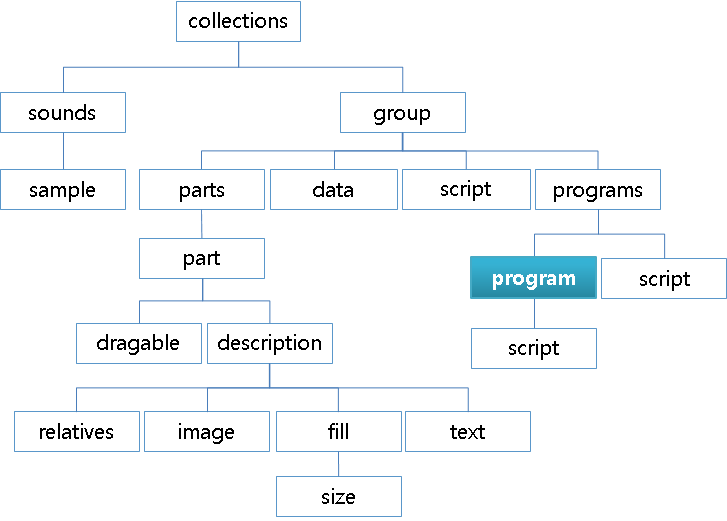 collections
sounds
group
sample
parts
data
script
programs
part
program
script
dragable
description
script
relatives
image
fill
text
size